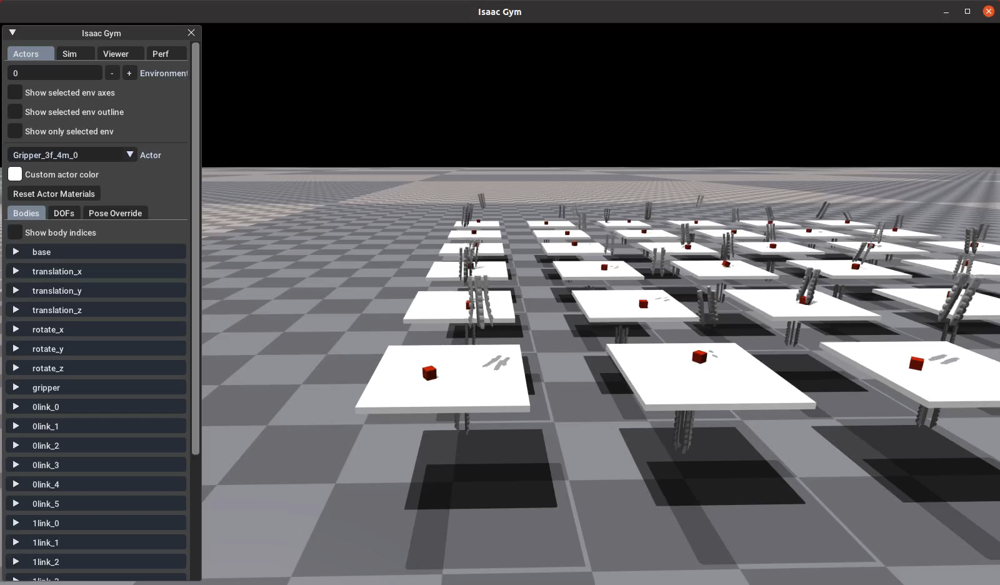 Isaac Gym
Isaac Gym
Actors Sim Viewer Perf
0 - + Environment
Show selected env axes
Show selected env outline
Show only selected env
Gripper_3f_4m_0 Actor
Custom actor color
Reset Actor Materials
Bodies DOFs Pose Override
Show body indices
base
translation_x
translation_y
translation_z
rotate_x
rotate_y
rotate_z
gripper
0link_0
0link_1
0link_2
0link_3
0link_4
0link_5
1link_0
1link_1
1link_2